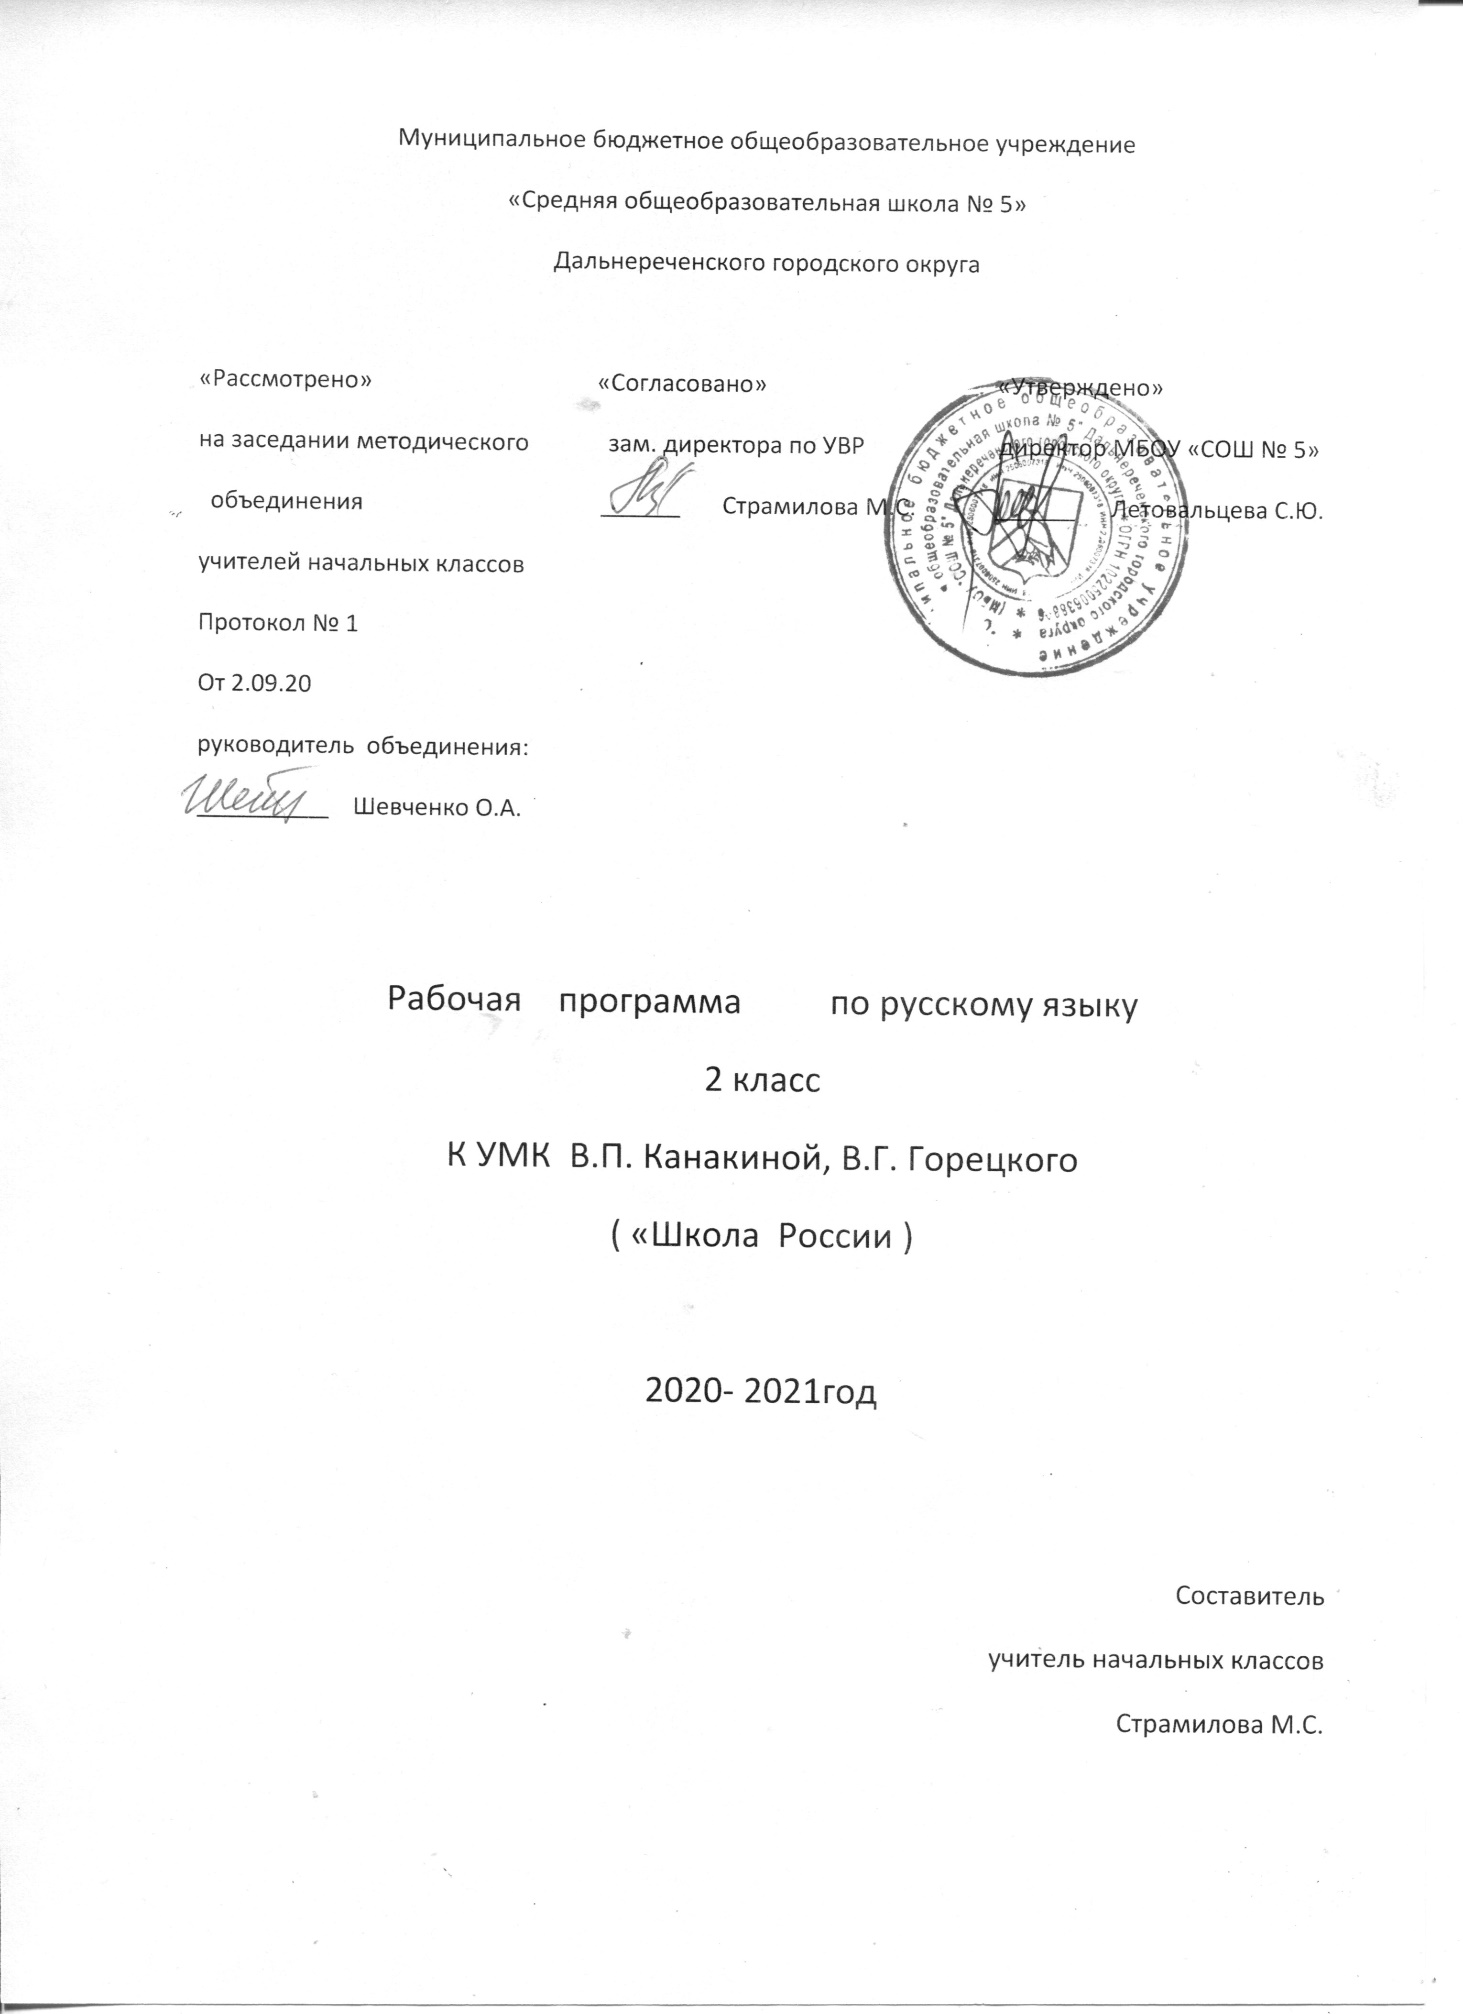 Муниципальное бюджетное общеобразовательное учреждение
«Средняя общеобразовательная школа № 5»
Дальнереченского городского округа
«Рассмотрено» «Согласовано» «Утверждено»
на заседании методического зам. директора по УВР директор МБОУ «СОШ № 5»
объединения Страмилова М.С. Летовальцева С.Ю.
учителей начальных классов
Протокол № 1
От 2.09.20
руководитель объединения:
Шевченко О.А.
Рабочая программа по русскому языку
2 класс
К УМК В.П. Канакиной, В.Г. Горецкого
( «Школа России )
2020- 2021год
Составитель
учитель начальных классов
Страмилова М.С.